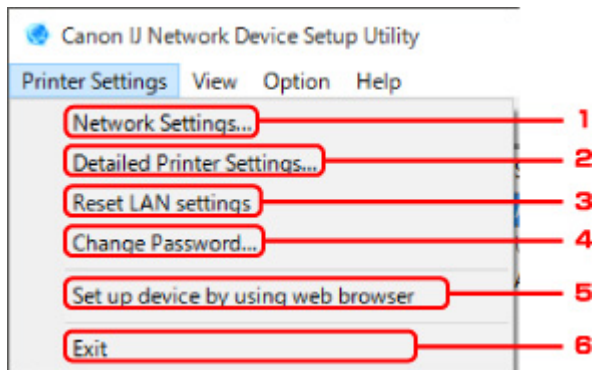 Canon IJ Network Device Setup Utility
Printer Settings View Option Help
Network Settings... 1
Detailed Printer Settings... 2
Reset LAN settings 3
Change Password... 4
Set up device by using web browser 5
Exit 6